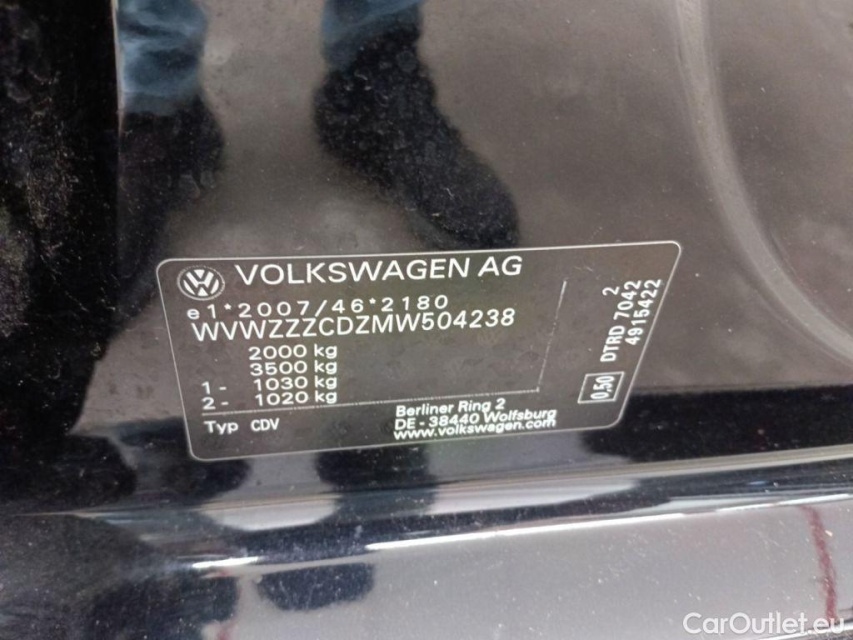 VOLKSWAGEN AG
e1*2007/46*2180
WVWZZZCDZMW504238
2000 kg
3500 kg
1 - 1030 kg
2 - 1020 kg
Typ CDV
Berliner Ring 2
DE - 38440 Wolfsburg
www.volkswagen.com
0.50
2
DTRD 7042
4915422
CarOutlet.eu